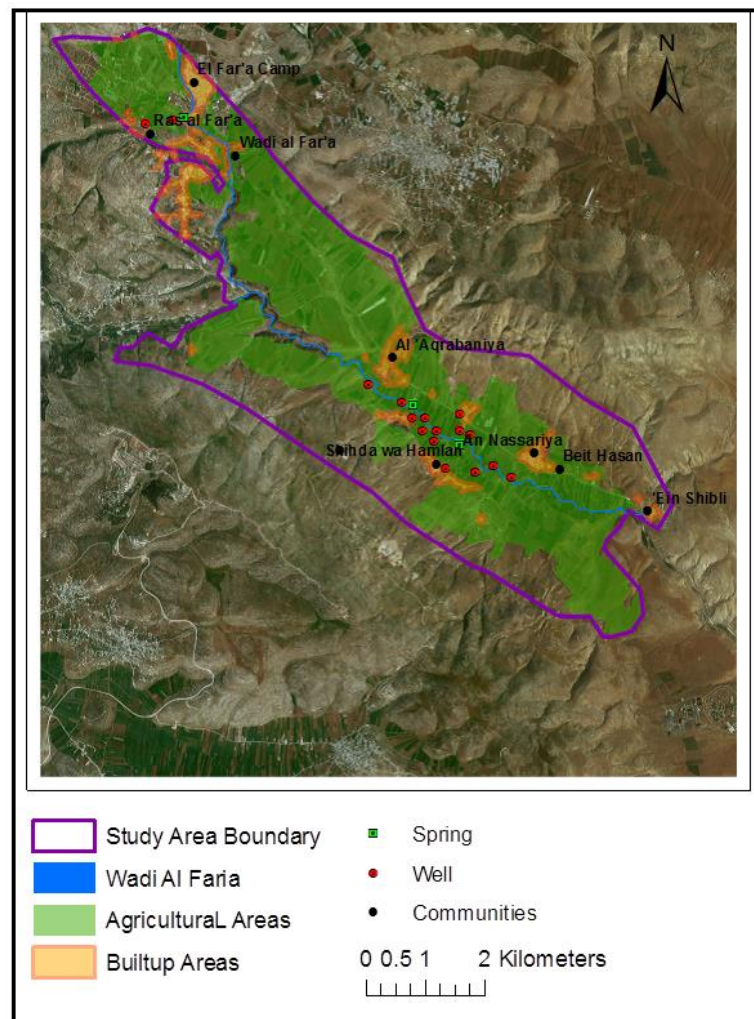 N
El Far'a Camp
Ras al Far'a
Wadi al Far'a
Al 'Aqrabaniya
An Nassariya
Shihda wa Hamlan
Beit Hasan
'Ein Shibli
Study Area Boundary
Wadi Al Faria
AgriculturaL Areas
Builtup Areas
Spring
Well
Communities
0 0.5 1 2 Kilometers